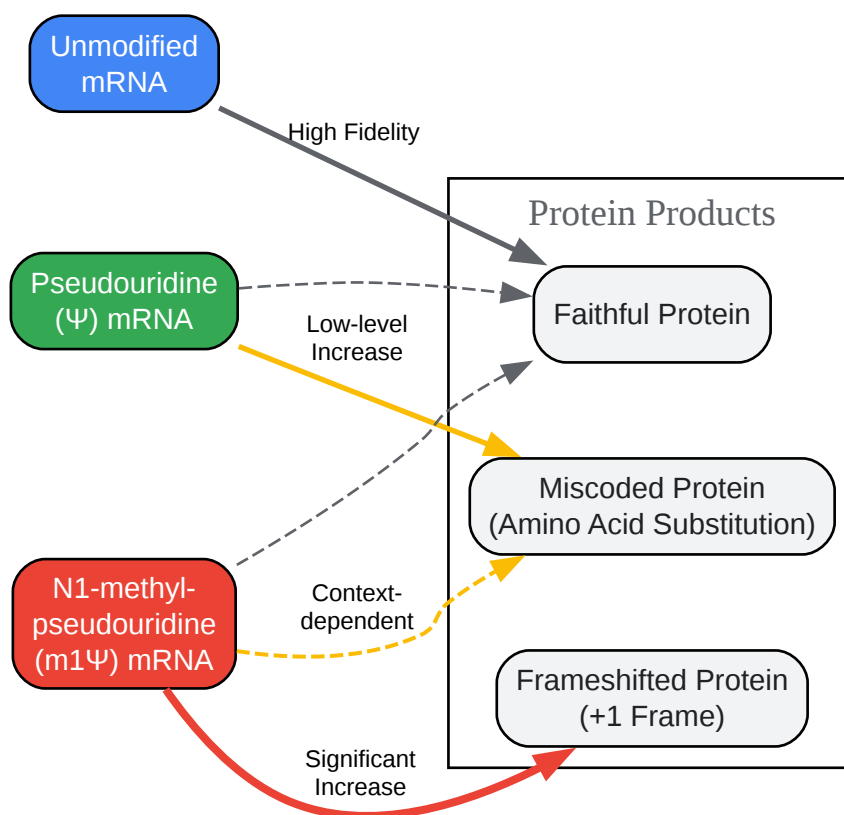 Unmodified
mRNA
High Fidelity
Protein Products
Pseudouridine
(Ψ) mRNA
Faithful Protein
Low-level
Increase
Miscoded Protein
(Amino Acid Substitution)
N1-methyl-
pseudouridine
(m1Ψ) mRNA
Context-
dependent
Frameshifted Protein
(+1 Frame)
Significant
Increase